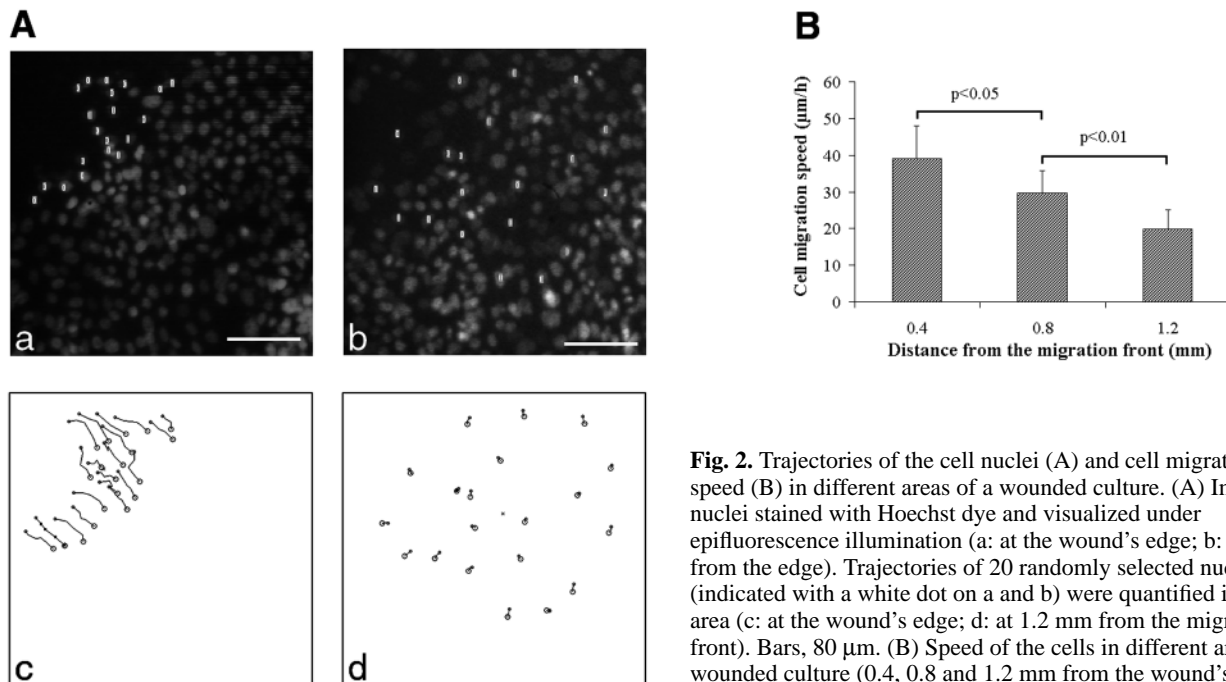 A
a
b
c
d
B
Cell migration speed (µm/h)
60
50
40
30
20
10
0
p<0.05
p<0.01
0.4
0.8
1.2
Distance from the migration front (mm)
Fig. 2. Trajectories of the cell nuclei (A) and cell migrat
speed (B) in different areas of a wounded culture. (A) In
nuclei stained with Hoechst dye and visualized under
epifluorescence illumination (a: at the wound's edge; b:
from the edge). Trajectories of 20 randomly selected nuc
(indicated with a white dot on a and b) were quantified i
area (c: at the wound's edge; d: at 1.2 mm from the migr
front). Bars, 80 µm. (B) Speed of the cells in different ar
wounded culture (0.4, 0.8 and 1.2 mm from the wound's